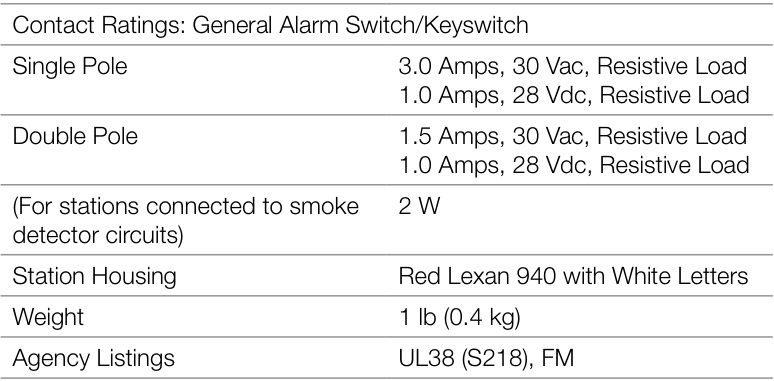 Contact Ratings: General Alarm Switch/Keyswitch
Single Pole 3.0 Amps, 30 Vac, Resistive Load
1.0 Amps, 28 Vdc, Resistive Load
Double Pole 1.5 Amps, 30 Vac, Resistive Load
1.0 Amps, 28 Vdc, Resistive Load
(For stations connected to smoke 2 W
detector circuits)
Station Housing Red Lexan 940 with White Letters
Weight 1 lb (0.4 kg)
Agency Listings UL38 (S218), FM